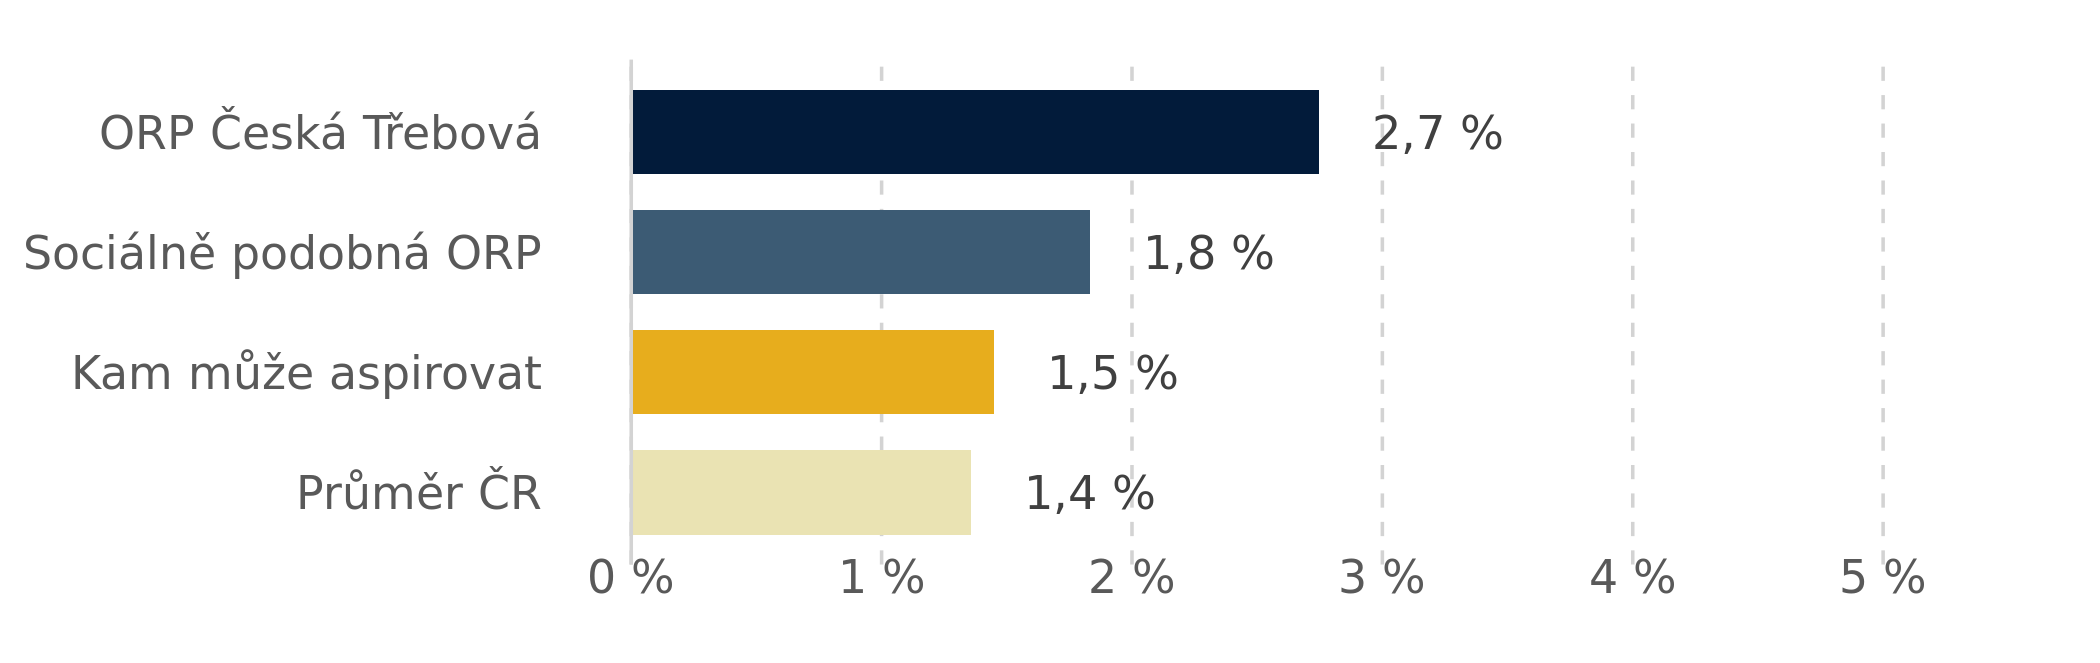 ORP Česká Třebová
2,7 %
Sociálně podobná ORP
1,8 %
Kam může aspirovat
1,5 %
Průměr ČR
1,4 %
0 %
1 %
2 %
3 %
4 %
5 %